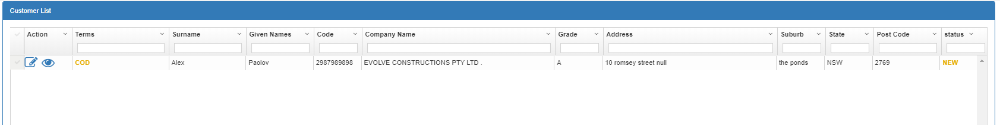 Customer List
Action Terms Surname Given Names Code Company Name Grade Address Suburb State Post Code status
COD Alex Paolov 2987989898 EVOLVE CONSTRUCTIONS PTY LTD . A 10 romsey street null the ponds NSW 2769 NEW